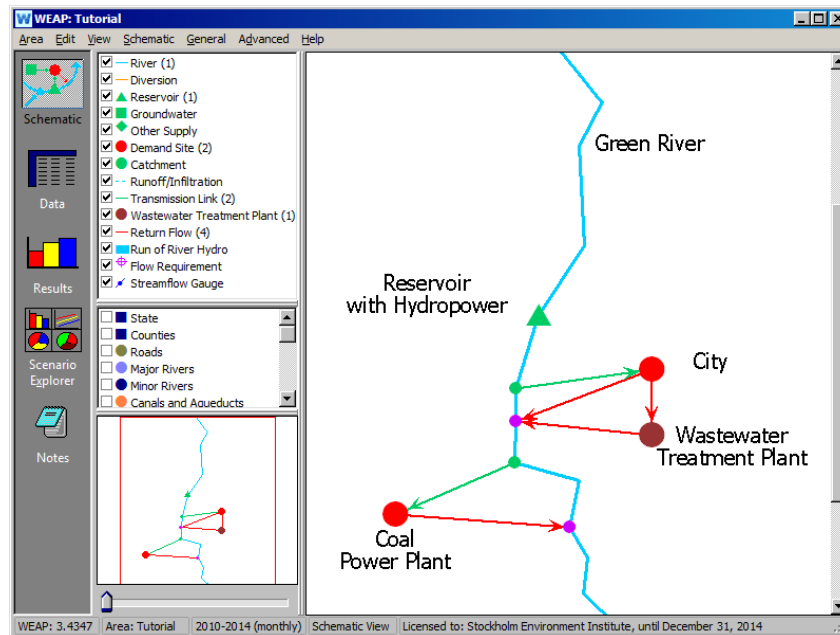 WEAP: Tutorial
Area Edit View Schematic General Advanced Help
Schematic
Data
Results
Scenario
Explorer
Notes
River (1)
Diversion
Reservoir (1)
Groundwater
Other Supply
Demand Site (2)
Catchment
Runoff/Infiltration
Transmission Link (2)
Wastewater Treatment Plant (1)
Return Flow (4)
Run of River Hydro
Flow Requirement
Streamflow Gauge
State
Counties
Roads
Major Rivers
Minor Rivers
Canals and Aqueducts
Green River
Reservoir
with Hydropower
City
Wastewater
Treatment Plant
Coal
Power Plant
WEAP: 3.4347 Area: Tutorial 2010-2014 (monthly) Schematic View Licensed to: Stockholm Environment Institute, until December 31, 2014